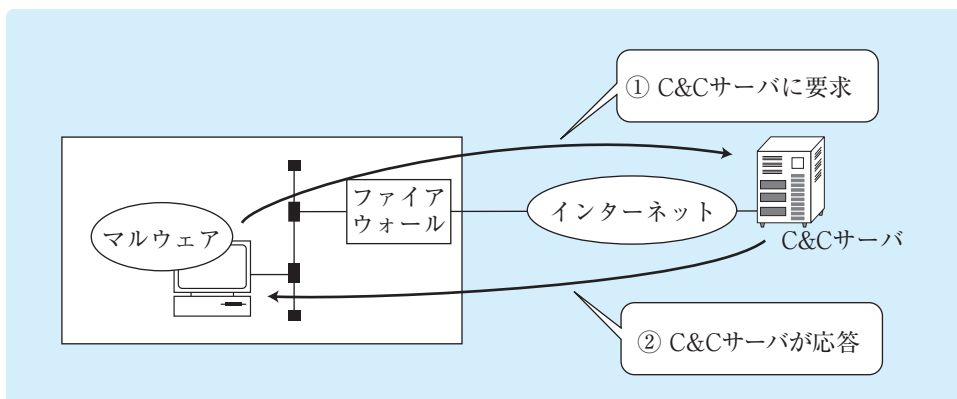 ① C&Cサーバに要求
ファイア
ウォール
インターネット
マルウェア
C&Cサーバ
② C&Cサーバが応答